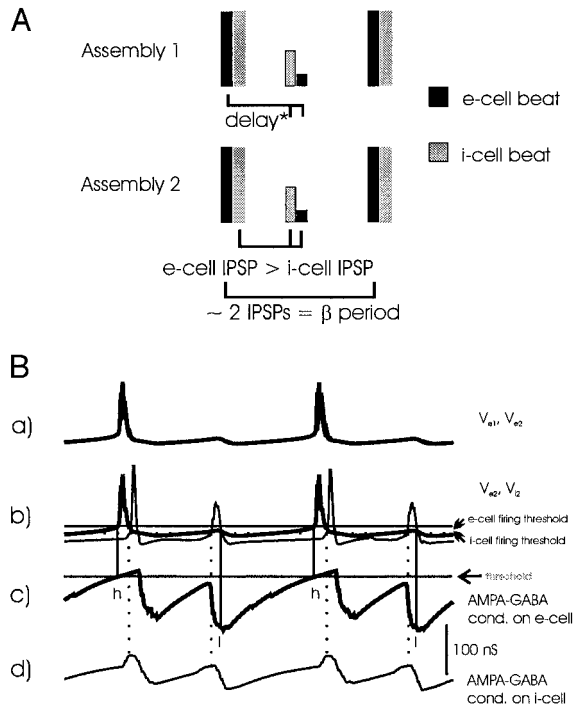 A
Assembly 1
e-cell beat
delay*
i-cell beat
Assembly 2
e-cell IPSP > i-cell IPSP
~ 2 IPSPs = β period
B
a)
Ve1, Ve2
b)
Ve2, Vi2
e-cell firing threshold
i-cell firing threshold
threshold
c)
h
h
AMPA-GABA
cond. on e-cell
l
l
100 nS
d)
AMPA-GABA
cond. on i-cell